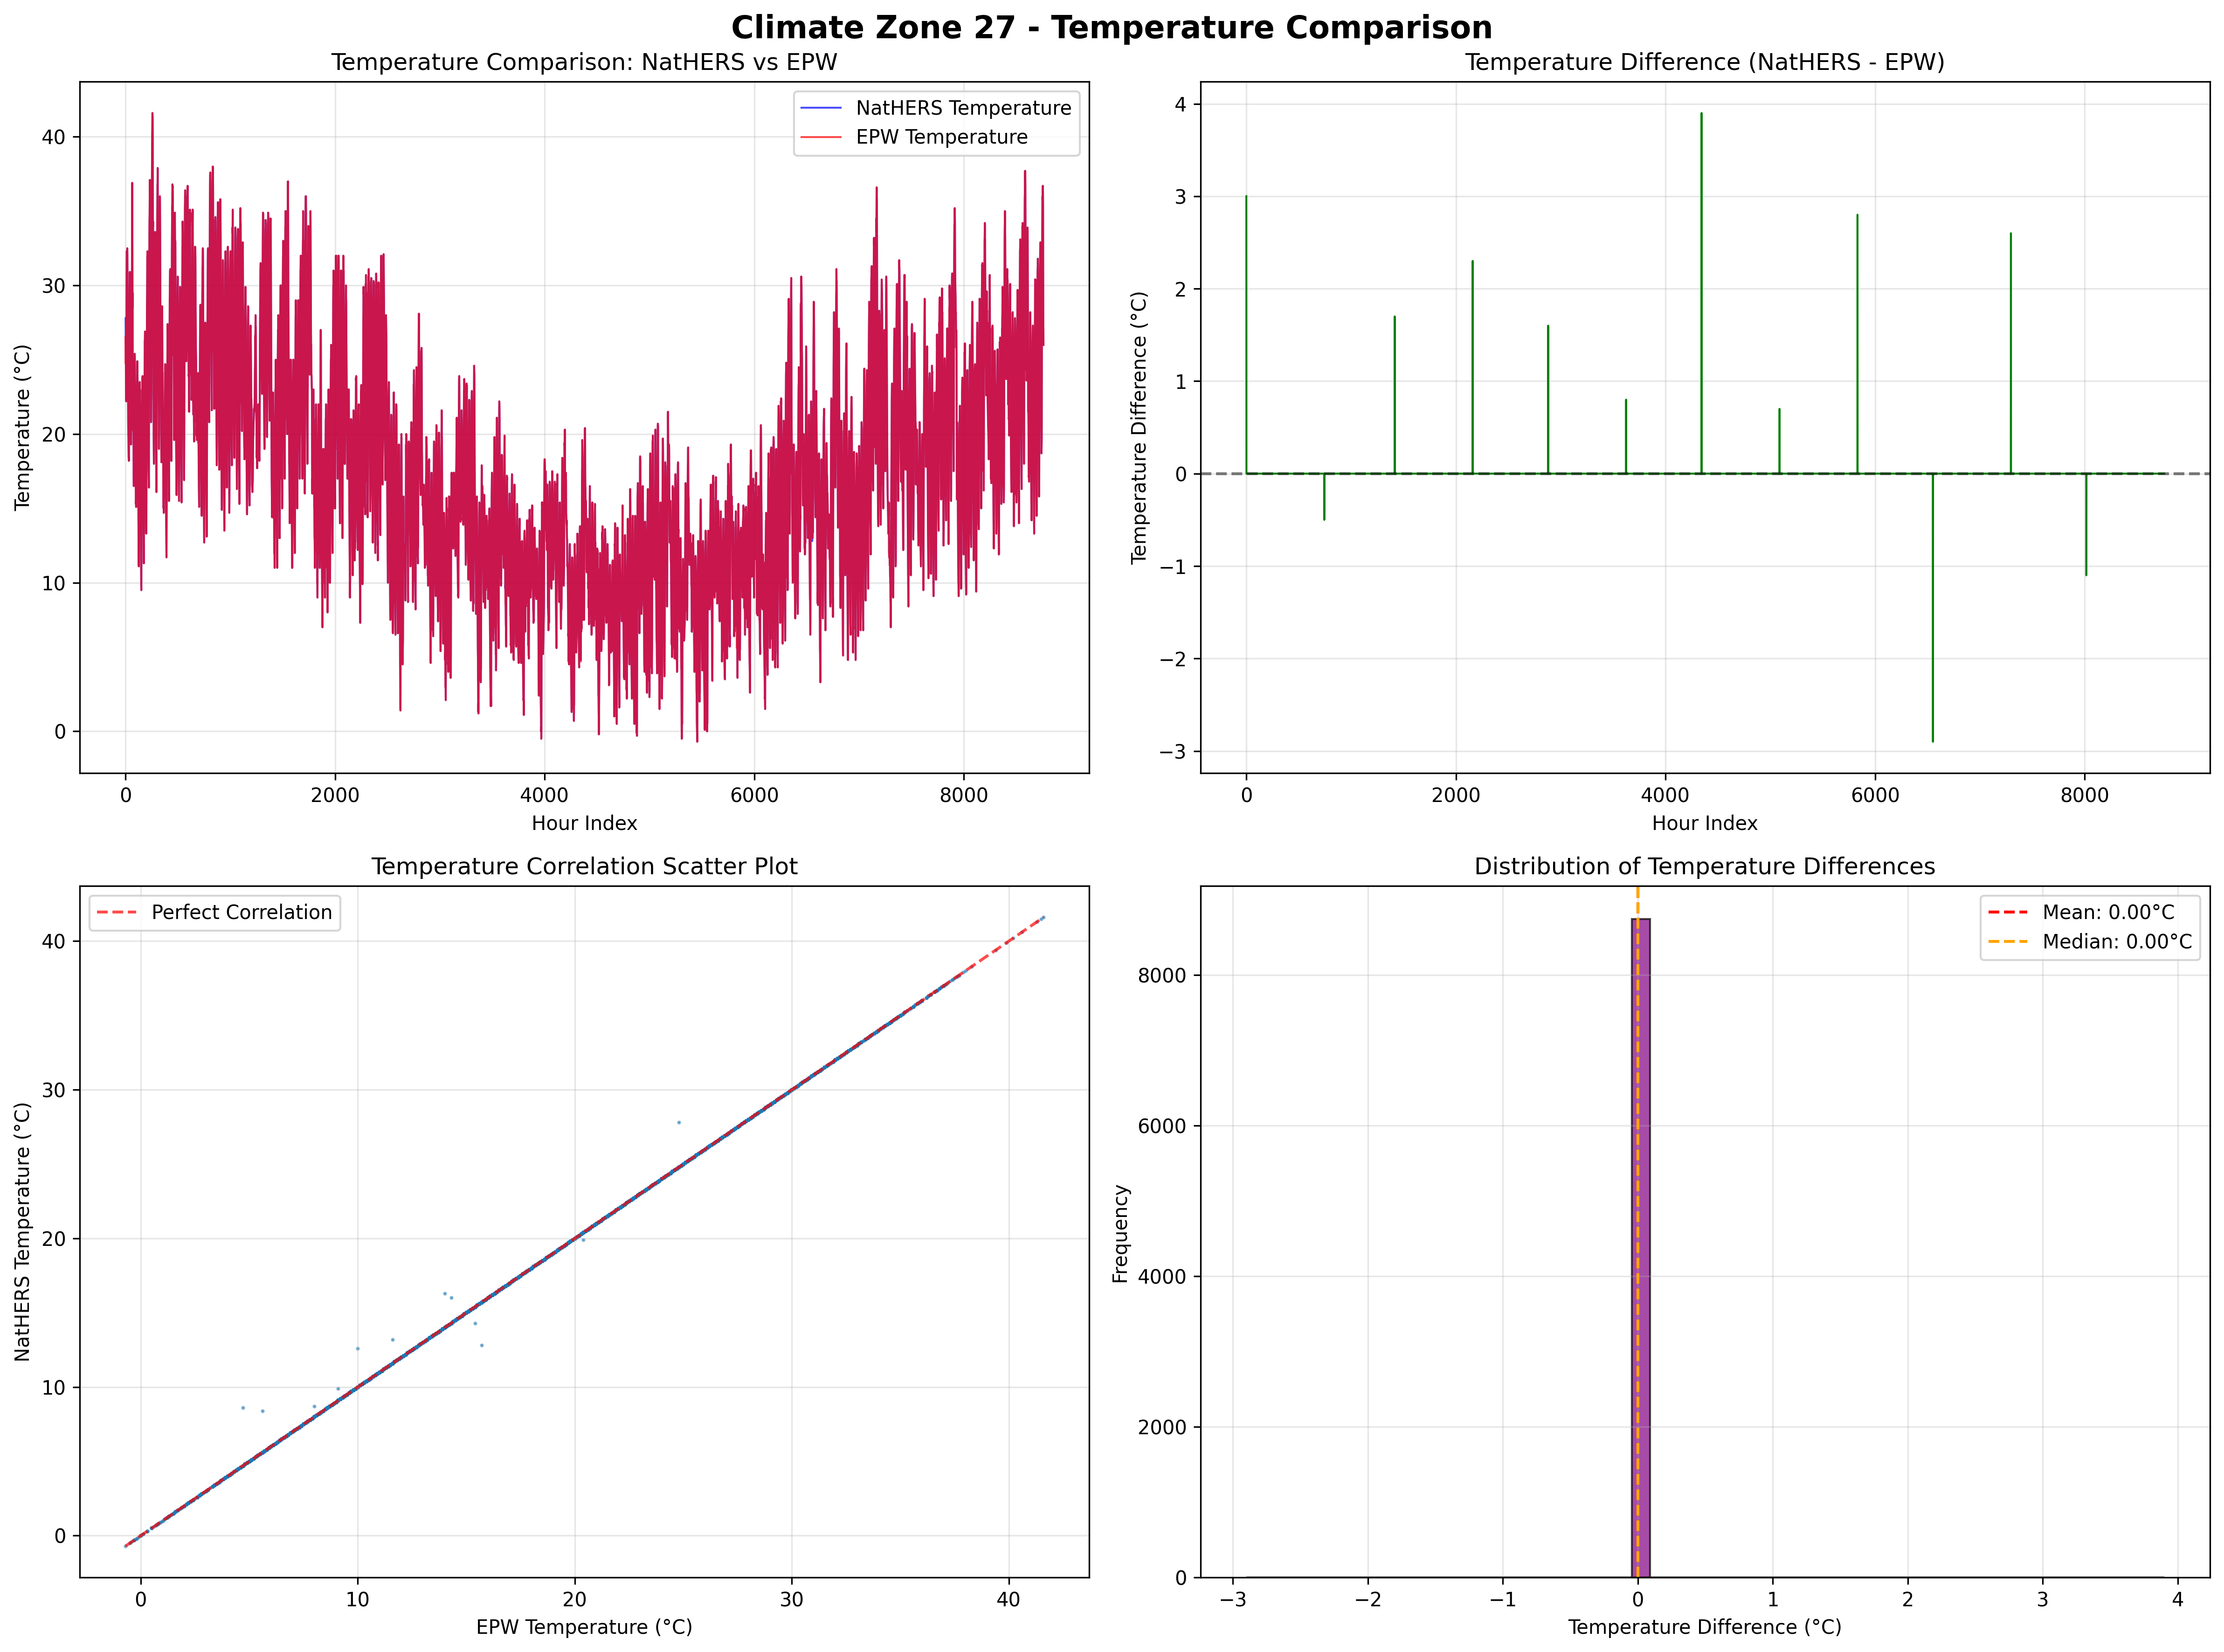 Climate Zone 27 - Temperature Comparison
Temperature Comparison: NatHERS vs EPW
NatHERS Temperature
EPW Temperature
Temperature (°C)
40
30
20
10
0
0
2000
4000
6000
8000
Hour Index
Temperature Difference (NatHERS - EPW)
Temperature Difference (°C)
4
3
2
1
0
−1
−2
−3
0
2000
4000
6000
8000
Hour Index
Temperature Correlation Scatter Plot
Perfect Correlation
NatHERS Temperature (°C)
40
30
20
10
0
0
10
20
30
40
EPW Temperature (°C)
Distribution of Temperature Differences
Mean: 0.00°C
Median: 0.00°C
Frequency
8000
6000
4000
2000
0
−3
−2
−1
0
1
2
3
4
Temperature Difference (°C)